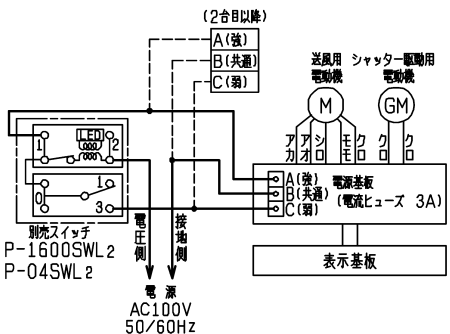 (2台目以降)
A(強)
B(共通)
C(弱)
送風用
電動機
シャッター駆動用
電動機
M
GM
アカ
アオ
シロ
モモ
クロ
クロ
クロ
LED
1
2
0
1
3
A(強)
B(共通)
C(弱)
電源基板
(電流ヒューズ 3A)
表示基板
別売スイッチ
P-1600SWL2
P-04SWL2
電圧側
接地側
電源
AC100V
50/60Hz